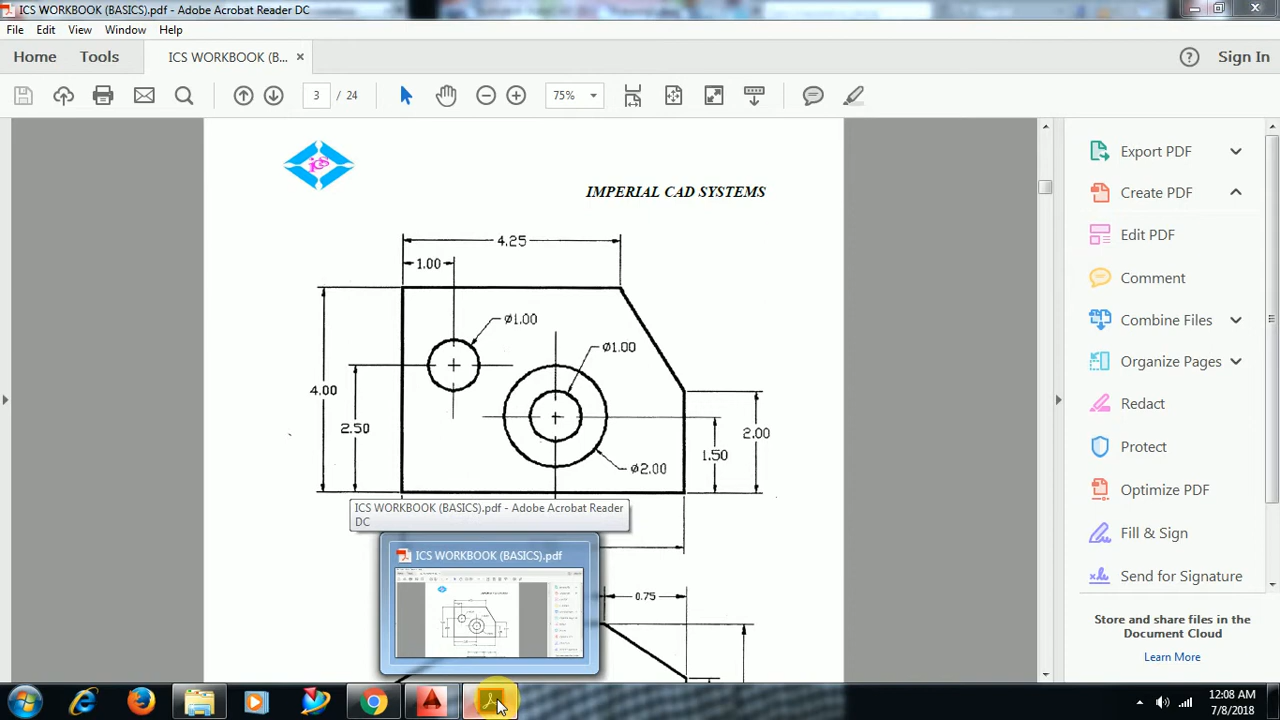 ICS WORKBOOK (BASICS).pdf - Adobe Acrobat Reader DC
File Edit View Window Help
Home Tools ICS WORKBOOK (B... × Sign In
3 / 24 75%
ics
IMPERIAL CAD SYSTEMS
4.25
1.00
ø1.00
ø1.00
4.00
2.50
2.00
1.50
ø2.00
ICS WORKBOOK (BASICS).pdf - Adobe Acrobat Reader
DC
ICS WORKBOOK (BASICS).pdf
0.75
Export PDF
Create PDF
Edit PDF
Comment
Combine Files
Organize Pages
Redact
Protect
Optimize PDF
Fill & Sign
Send for Signature
Store and share files in the
Document Cloud
Learn More
12:08 AM
7/8/2018